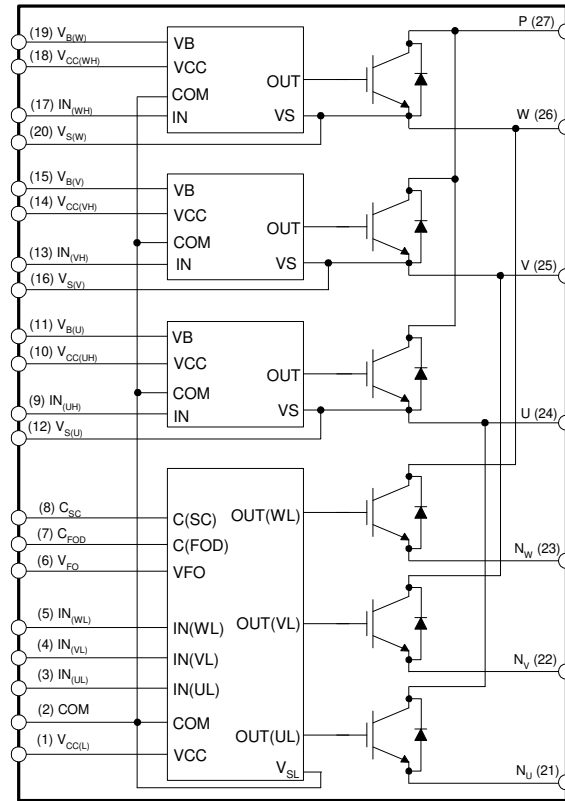 P (27)
(19) VB(W)
VB
(18) VCC(WH)
VCC
OUT
COM
(17) IN(WH)
IN
VS
W (26)
(20) VS(W)
(15) VB(V)
VB
(14) VCC(VH)
VCC
OUT
COM
(13) IN(VH)
IN
VS
V (25)
(16) VS(V)
(11) VB(U)
VB
(10) VCC(UH)
VCC
OUT
COM
(9) IN(UH)
IN
VS
U (24)
(12) VS(U)
(8) CSC
C(SC)
OUT(WL)
(7) CFOD
C(FOD)
NW (23)
(6) VFO
VFO
(5) IN(WL)
IN(WL)
OUT(VL)
(4) IN(VL)
IN(VL)
NV (22)
(3) IN(UL)
IN(UL)
(2) COM
COM
OUT(UL)
(1) VCC(L)
VCC
VSL
NU (21)